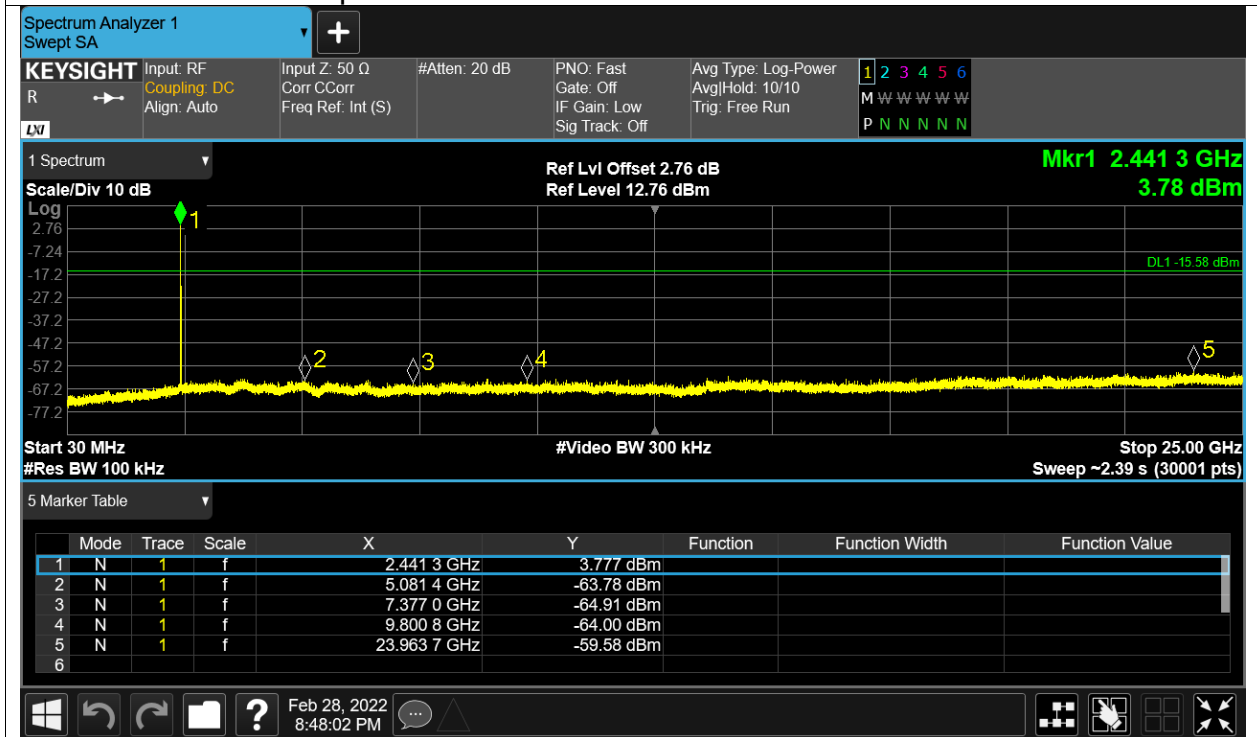 Spectrum Analyzer 1
Swept SA
+
KEYSIGHT Input: RF Input Z: 50 Ω #Atten: 20 dB PNO: Fast Avg Type: Log-Power 1 2 3 4 5 6
R Coupling: DC Corr CCorr Gate: Off Avg|Hold: 10/10 M W W W W W
Align: Auto Freq Ref: Int (S) IF Gain: Low Trig: Free Run
LXI Sig Track: Off P N N N N N
1 Spectrum Ref Lvl Offset 2.76 dB Mkr1 2.441 3 GHz
Scale/Div 10 dB Ref Level 12.76 dBm 3.78 dBm
Log
1
2.76
-7.24
DL1 -15.58 dBm
-17.2
-27.2
-37.2
-47.2
2 3 4 5
-57.2
-67.2
-77.2
Start 30 MHz #Video BW 300 kHz Stop 25.00 GHz
#Res BW 100 kHz Sweep ~2.39 s (30001 pts)
5 Marker Table
Mode Trace Scale X Y Function Function Width Function Value
1 N 1 f 2.441 3 GHz 3.777 dBm
2 N 1 f 5.081 4 GHz -63.78 dBm
3 N 1 f 7.377 0 GHz -64.91 dBm
4 N 1 f 9.800 8 GHz -64.00 dBm
5 N 1 f 23.963 7 GHz -59.58 dBm
6
? Feb 28, 2022
8:48:02 PM